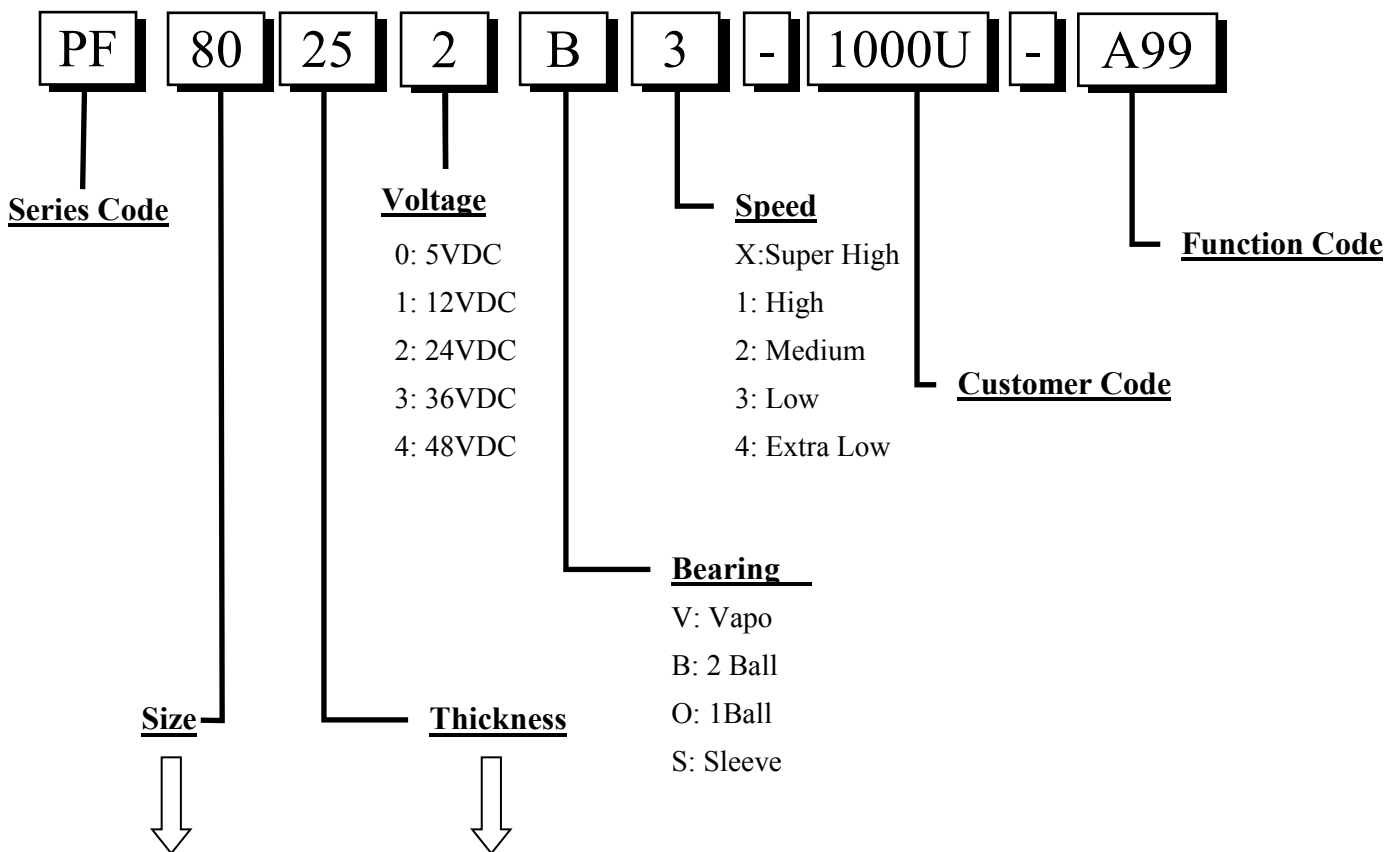 PF 80 25 2 B 3 - 1000U - A99
Series Code
Voltage
0: 5VDC
1: 12VDC
2: 24VDC
3: 36VDC
4: 48VDC
Speed
X:Super High
1: High
2: Medium
3: Low
4: Extra Low
Function Code
Customer Code
Bearing
V: Vapo
B: 2 Ball
O: 1Ball
S: Sleeve
Size
Thickness